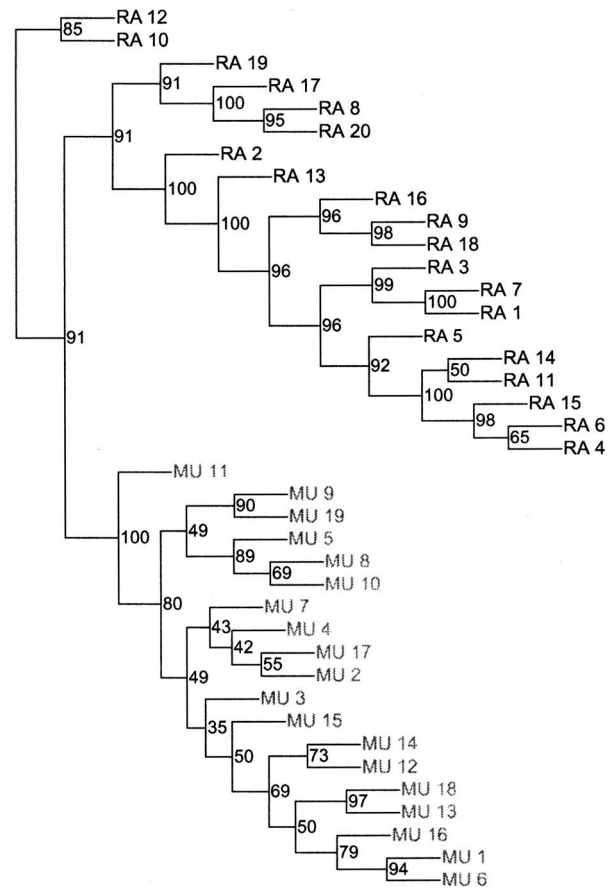 RA 12
85
RA 10
RA 19
91
RA 17
100
RA 8
95
RA 20
91
RA 2
100
RA 13
100
RA 16
96
RA 9
98
RA 18
96
RA 3
99
RA 7
100
RA 1
96
91
RA 5
92
RA 14
50
RA 11
100
RA 15
98
RA 6
65
RA 4
MU 11
MU 9
90
MU 19
49
100
MU 5
89
MU 8
69
MU 10
80
MU 7
43
MU 4
42
MU 17
55
MU 2
49
MU 3
35
MU 15
50
MU 14
73
MU 12
69
MU 18
97
MU 13
50
MU 16
79
MU 1
94
MU 6